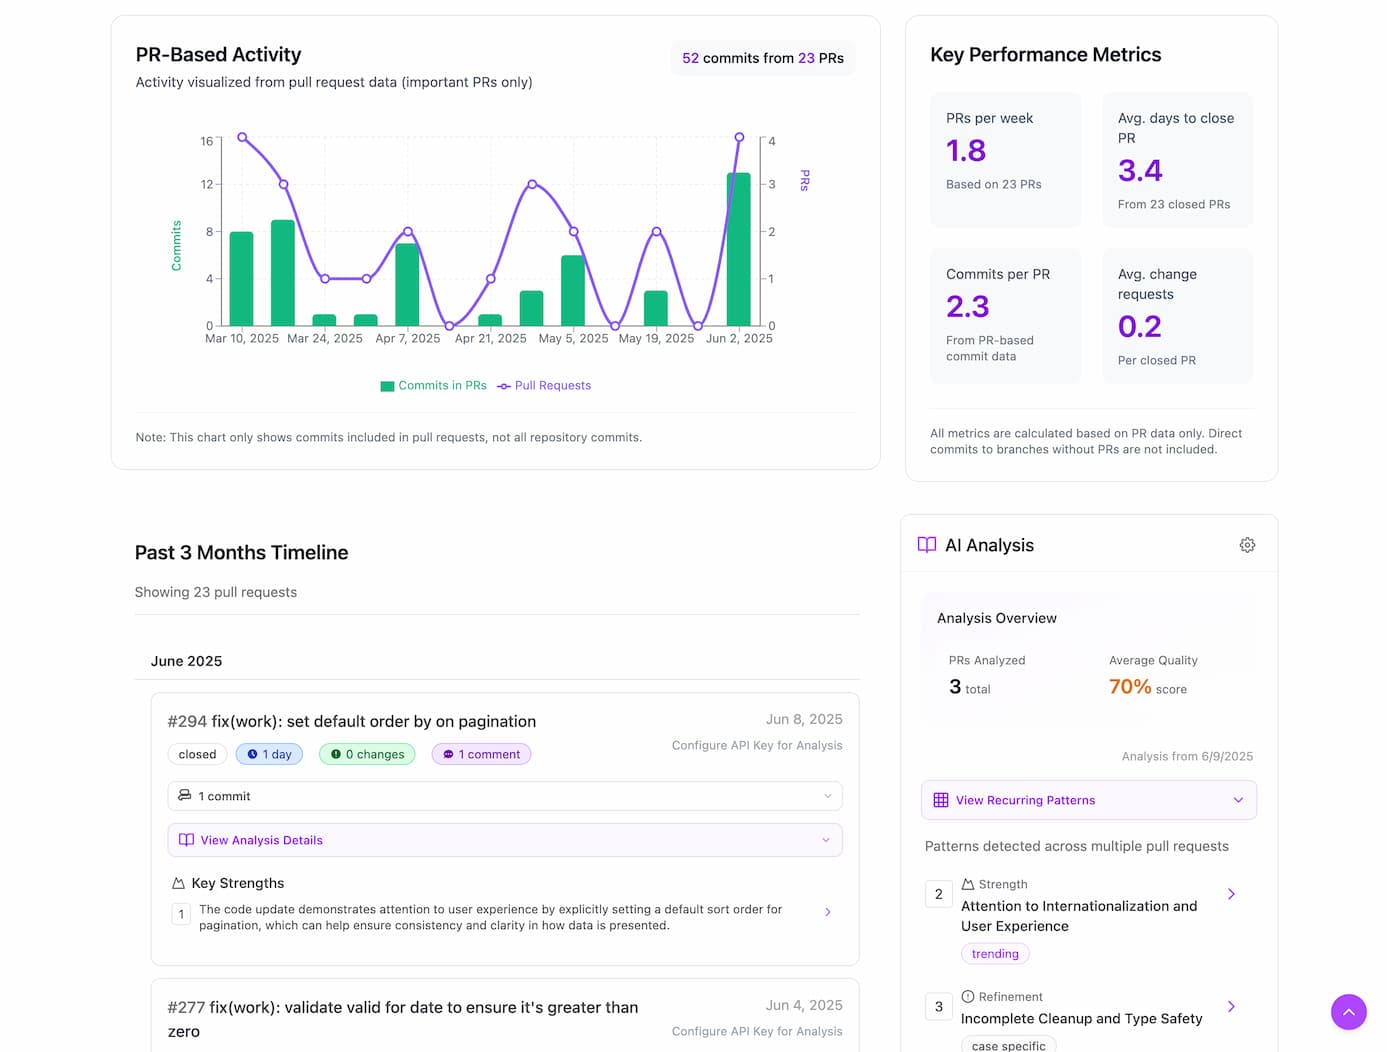 PR-Based Activity
52 commits from 23 PRs
Activity visualized from pull request data (important PRs only)
Commits
16
12
8
4
0
4
3
2
1
0
PRs
Mar 10, 2025
Mar 24, 2025
Apr 7, 2025
Apr 21, 2025
May 5, 2025
May 19, 2025
Jun 2, 2025
Commits in PRs
Pull Requests
Note: This chart only shows commits included in pull requests, not all repository commits.
Key Performance Metrics
PRs per week
1.8
Based on 23 PRs
Avg. days to close
PR
3.4
From 23 closed PRs
Commits per PR
2.3
From PR-based
commit data
Avg. change
requests
0.2
Per closed PR
All metrics are calculated based on PR data only. Direct
commits to branches without PRs are not included.
Past 3 Months Timeline
Showing 23 pull requests
June 2025
#294 fix(work): set default order by on pagination
Jun 8, 2025
closed
1 day
0 changes
1 comment
Configure API Key for Analysis
1 commit
View Analysis Details
Key Strengths
1
The code update demonstrates attention to user experience by explicitly setting a default sort order for
pagination, which can help ensure consistency and clarity in how data is presented.
#277 fix(work): validate valid for date to ensure it's greater than
zero
Jun 4, 2025
Configure API Key for Analysis
AI Analysis
Analysis Overview
PRs Analyzed
3 total
Average Quality
70% score
Analysis from 6/9/2025
View Recurring Patterns
Patterns detected across multiple pull requests
2
Strength
Attention to Internationalization and
User Experience
trending
3
Refinement
Incomplete Cleanup and Type Safety
case specific